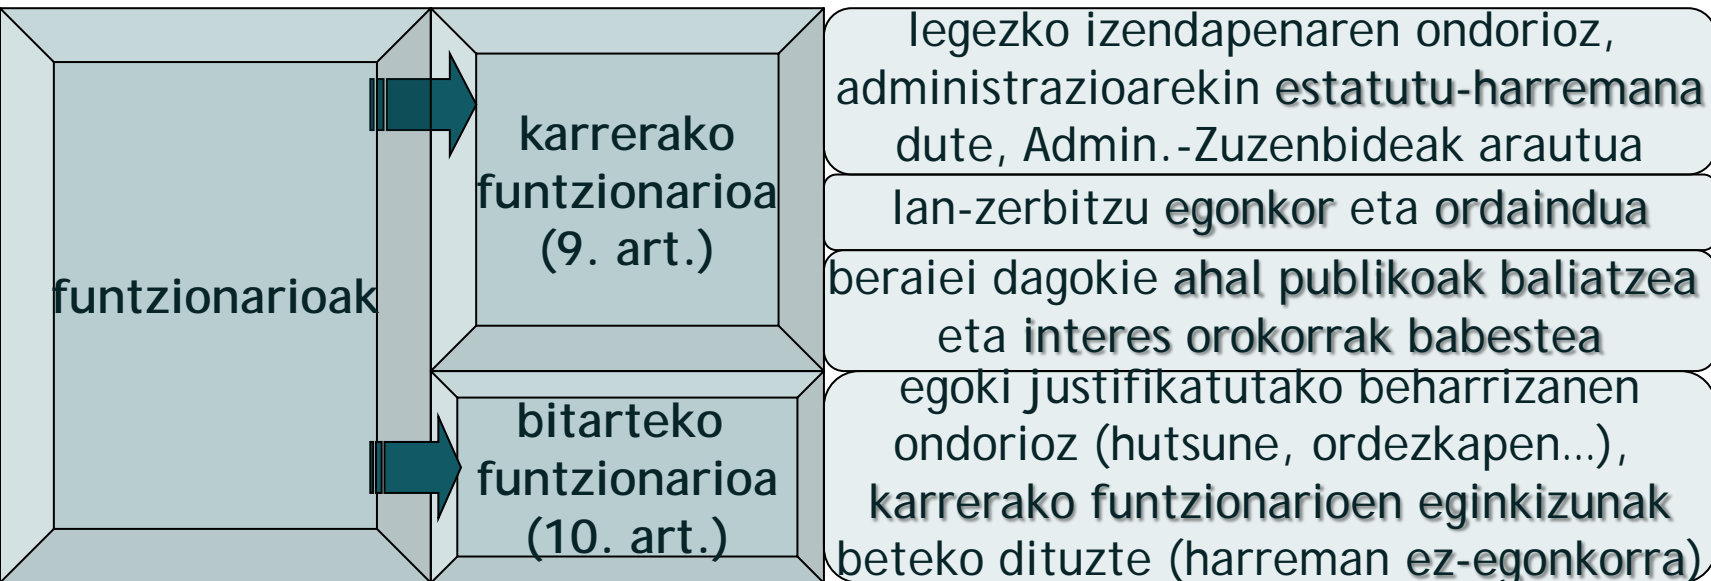 funtzionarioak
karrerako
funtzionarioa
(9. art.)
legezko izendapenaren ondorioz,
administrazioarekin estatutu-harremana
dute, Admin.-Zuzenbideak arautua
lan-zerbitzu egonkor eta ordaindua
beraiei dagokie ahal publikoak baliatzea
eta interes orokorrak babestea
bitarteko
funtzionarioa
(10. art.)
egoki justifikatutako beharrizanen
ondorioz (hutsune, ordezkapen...),
karrerako funtzionarioen eginkizunak
beteko dituzte (harreman ez-egonkorra)